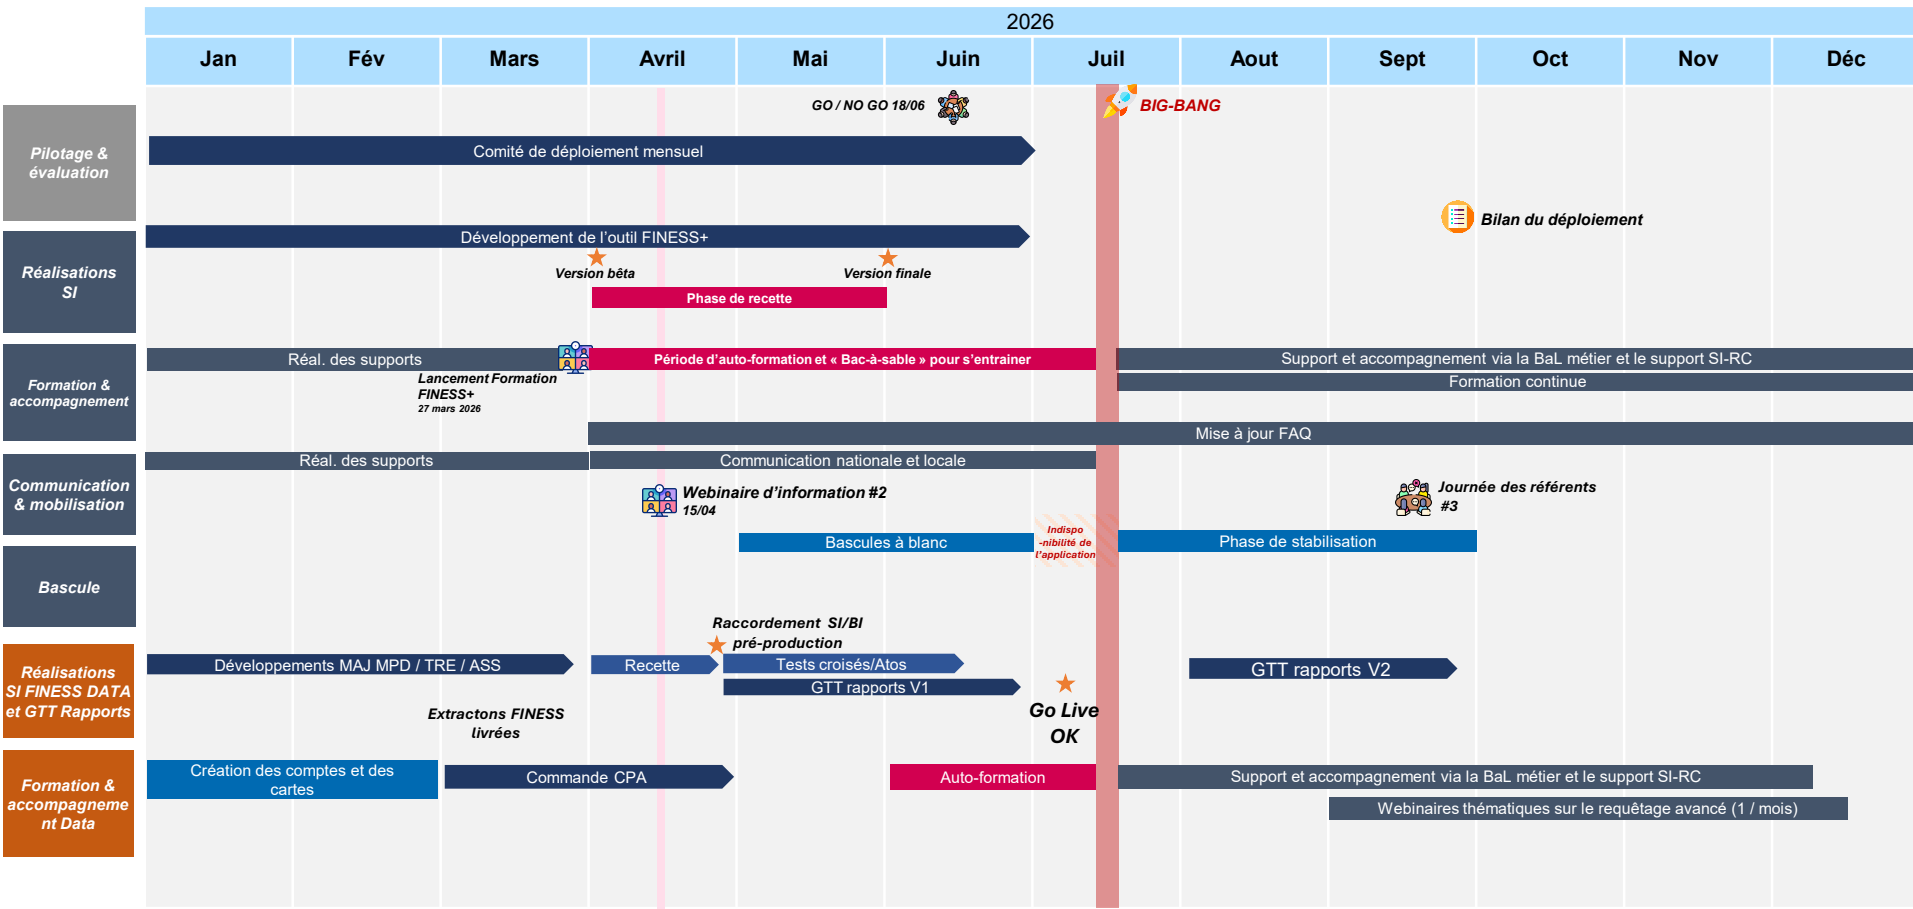 2026
Jan
Fév
Mars
Avril
Mai
Juin
Juil
Aout
Sept
Oct
Nov
Déc
Pilotage &
évaluation
GO / NO GO 18/06
BIG-BANG
Comité de déploiement mensuel
Bilan du déploiement
Réalisations
SI
Développement de l'outil FINESS+
Version bêta
Version finale
Phase de recette
Formation &
accompagnement
Réal. des supports
Période d'auto-formation et « Bac-à-sable » pour s'entrainer
Support et accompagnement via la BaL métier et le support SI-RC
Lancement Formation
FINESS+
27 mars 2026
Formation continue
Mise à jour FAQ
Communication
& mobilisation
Réal. des supports
Communication nationale et locale
Webinaire d'information #2
15/04
Journée des référents
#3
Bascule
Bascules à blanc
Indispo
-nibilité de
l'application
Phase de stabilisation
Réalisations
SI FINESS DATA
et GTT Rapports
Raccordement SI/BI
pré-production
Développements MAJ MPD / TRE / ASS
Recette
Tests croisés/Atos
GTT rapports V1
GTT rapports V2
Extractons FINESS
livrées
Go Live
OK
Formation &
accompagneme
nt Data
Création des comptes et des
cartes
Commande CPA
Auto-formation
Support et accompagnement via la BaL métier et le support SI-RC
Webinaires thématiques sur le requêtage avancé (1 / mois)